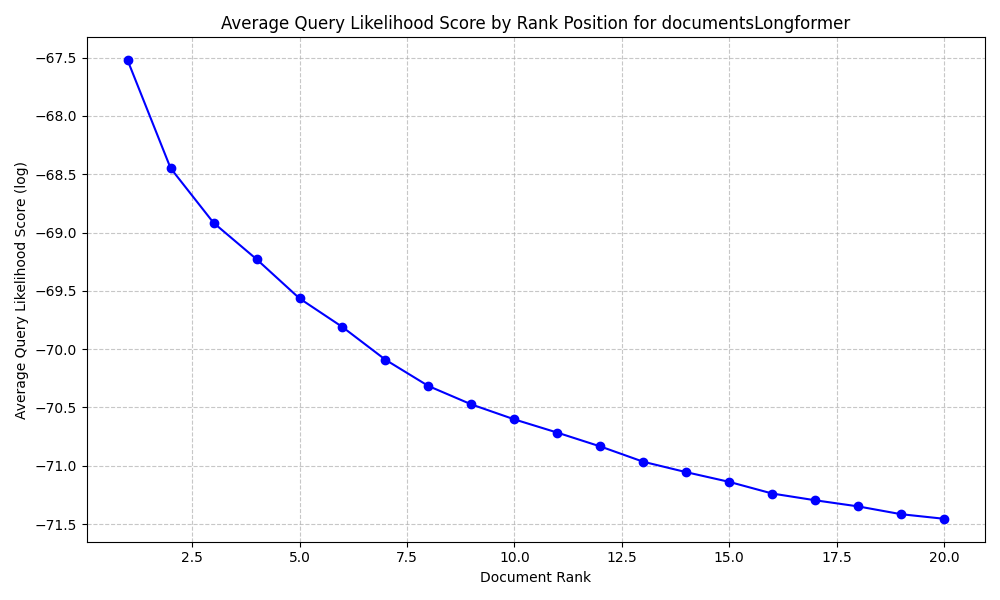 Average Query Likelihood Score by Rank Position for documentsLongformer
−67.5
−68.0
−68.5
−69.0
−69.5
−70.0
−70.5
−71.0
−71.5
Average Query Likelihood Score (log)
2.5 5.0 7.5 10.0 12.5 15.0 17.5 20.0
Document Rank